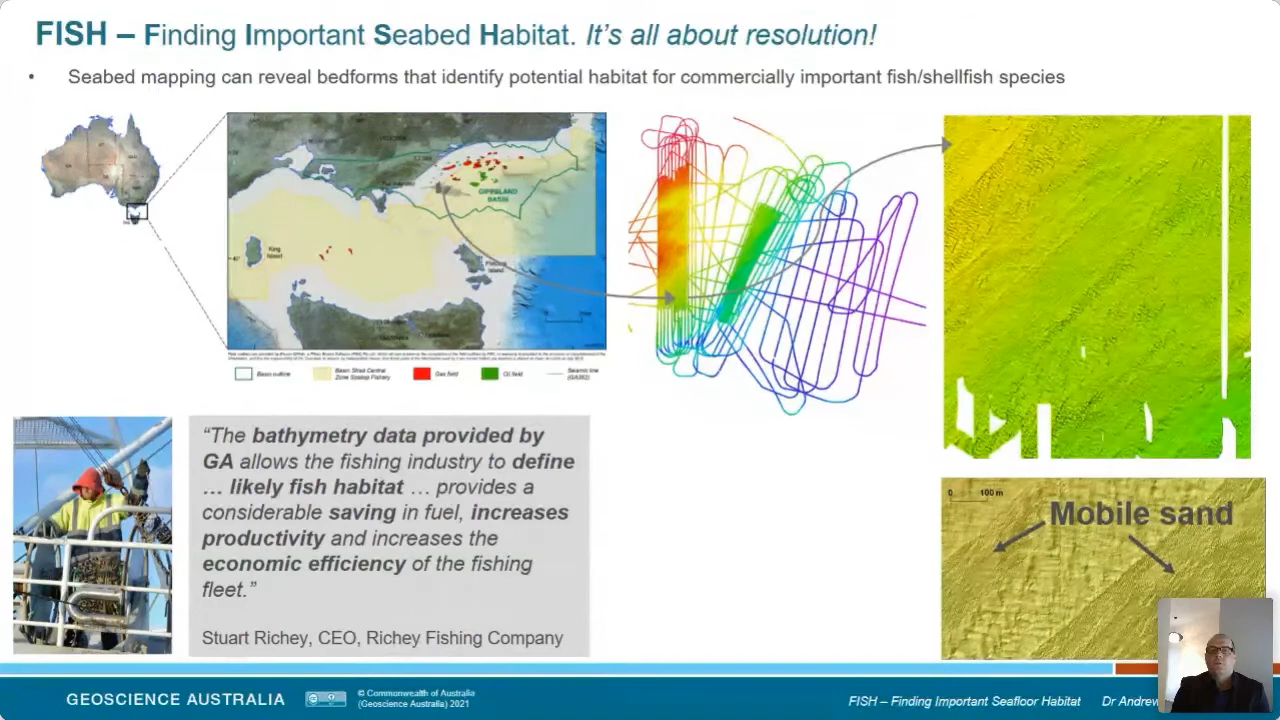 FISH – Finding Important Seabed Habitat. It's all about resolution!
• Seabed mapping can reveal bedforms that identify potential habitat for commercially important fish/shellfish species
GIPPSLAND
BASIN
King
Island
Basin outline
Bass Strait Central
Zone Scallop Fishery
Gas field
Oil field
Seismic line
(GA352)
0 100 m
Mobile sand
“The bathymetry data provided by
GA allows the fishing industry to define
… likely fish habitat … provides a
considerable saving in fuel, increases
productivity and increases the
economic efficiency of the fishing
fleet.”
Stuart Richey, CEO, Richey Fishing Company
GEOSCIENCE AUSTRALIA
© Commonwealth of Australia
(Geoscience Australia) 2021
FISH – Finding Important Seafloor Habitat
Dr Andrew